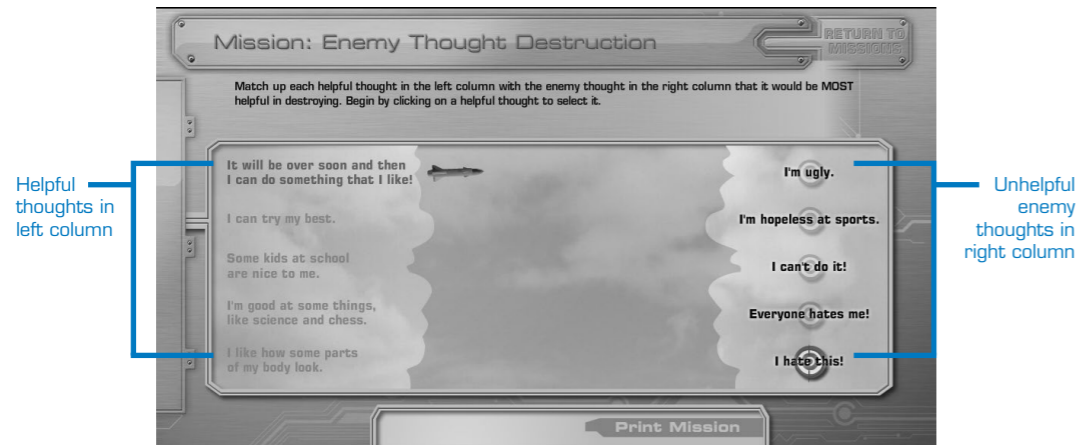 Mission: Enemy Thought Destruction
RETURN TO
MISSIONS
Match up each helpful thought in the left column with the enemy thought in the right column that it would be MOST
helpful in destroying. Begin by clicking on a helpful thought to select it.
Helpful
thoughts in
left column
It will be over soon and then
I can do something that I like!
I can try my best.
Some kids at school
are nice to me.
I'm good at some things,
like science and chess.
I like how some parts
of my body look.
I'm ugly.
I'm hopeless at sports.
I can't do it!
Everyone hates me!
I hate this!
Unhelpful
enemy
thoughts in
right column
Print Mission